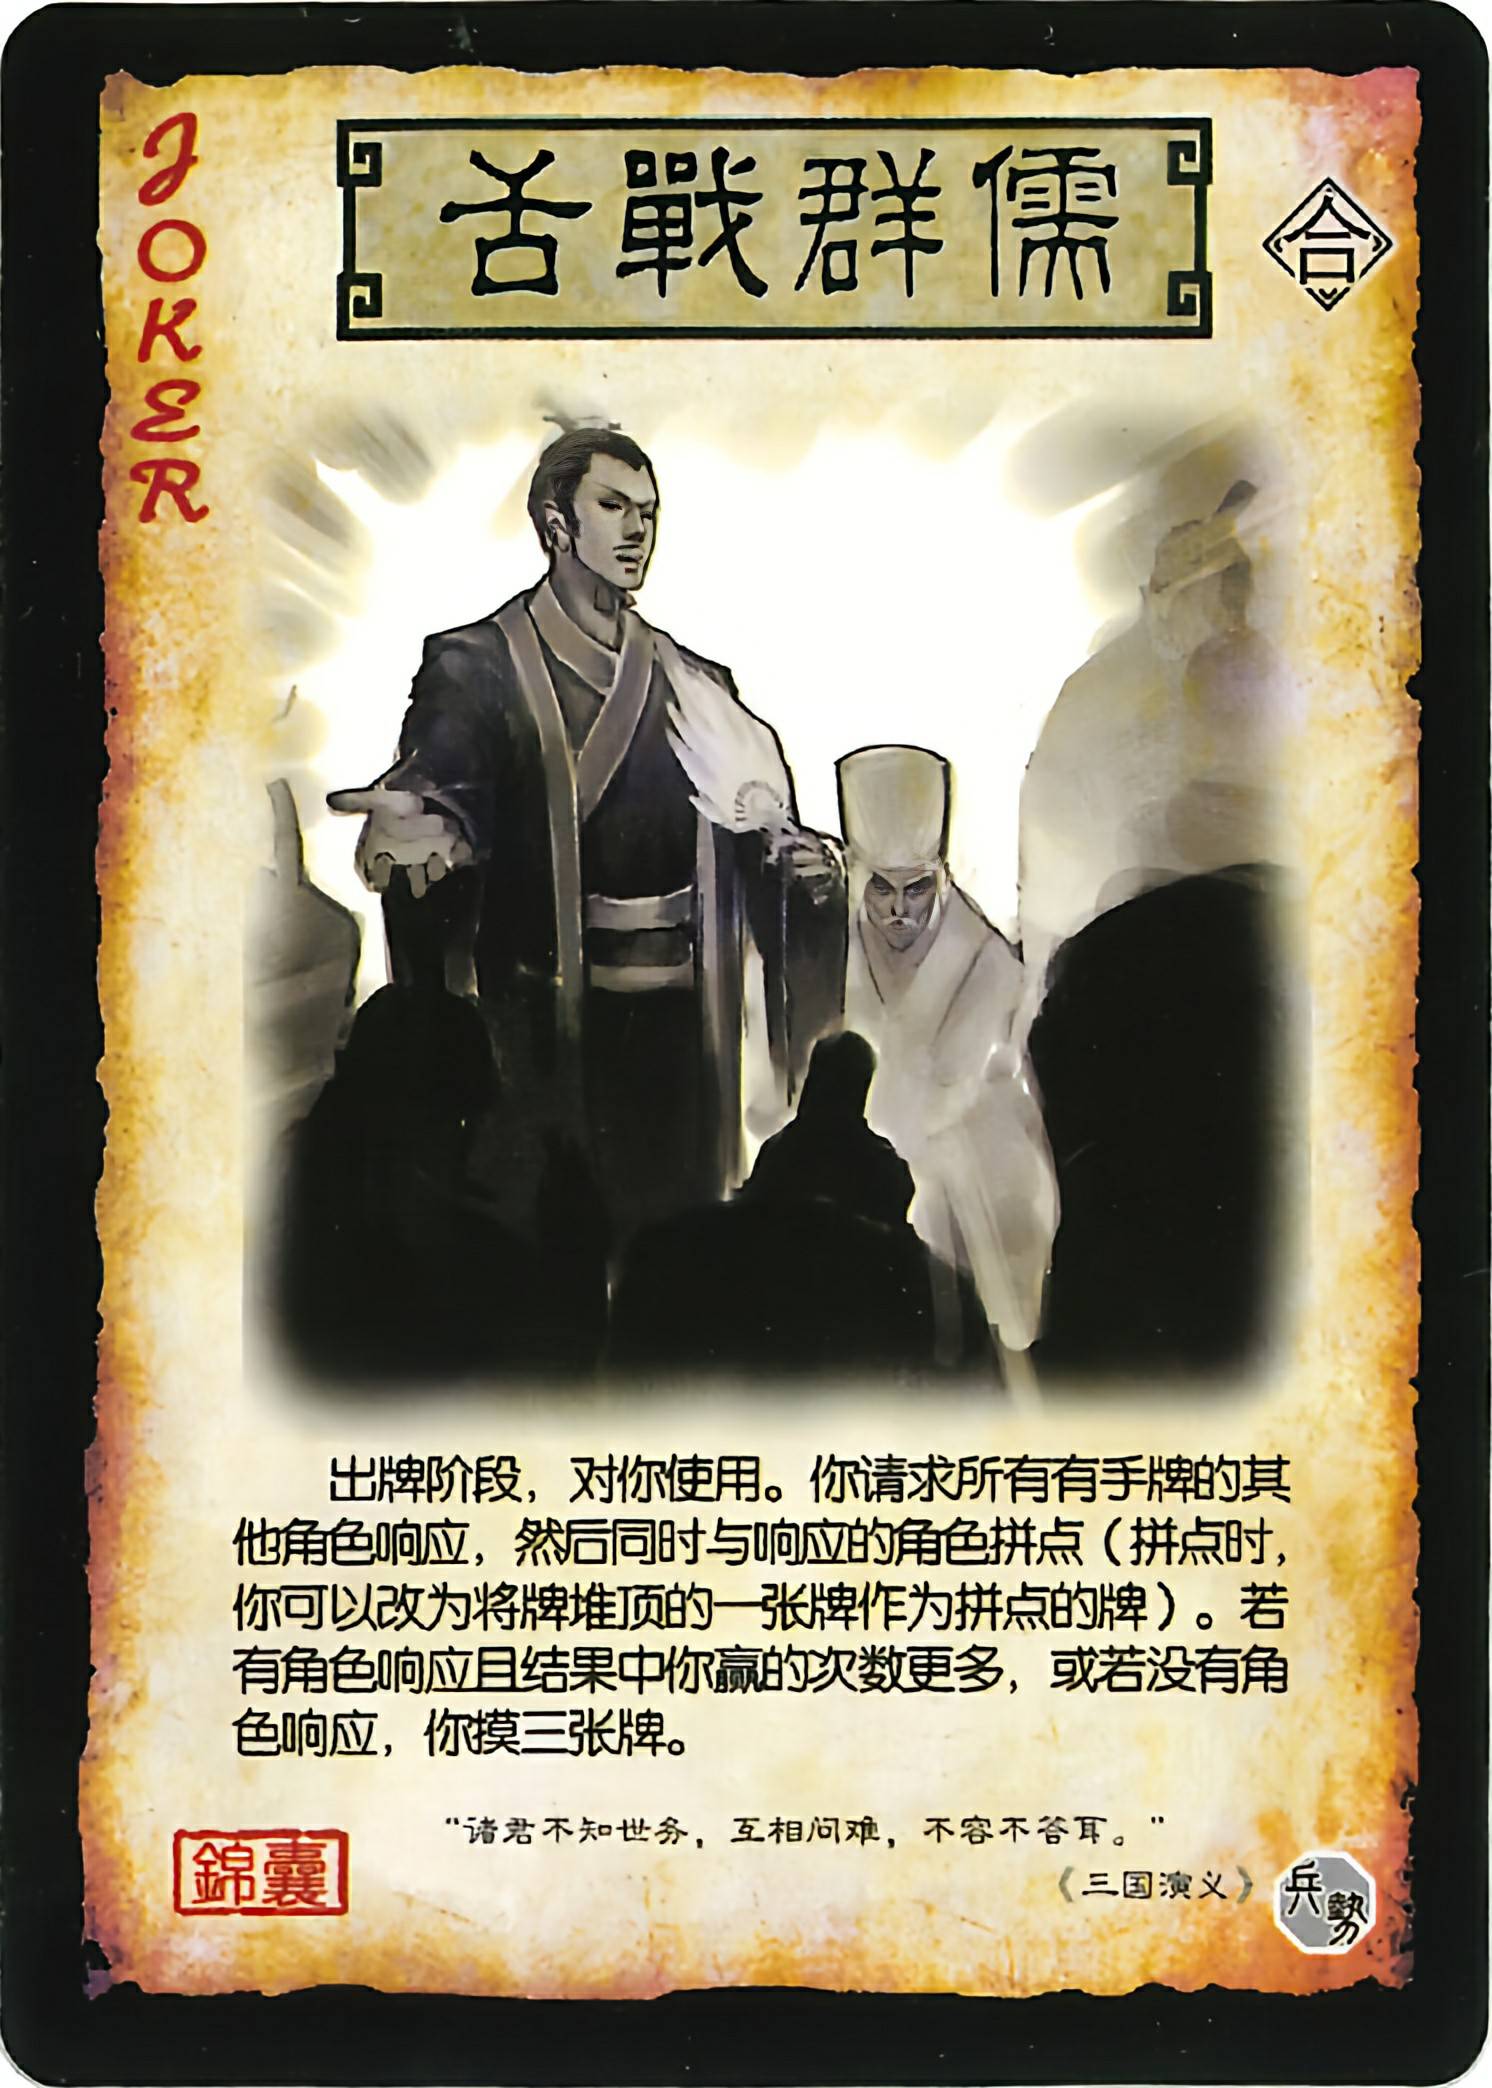 JOKER
舌戰群儒
合
出牌阶段，对你使用。你请求所有有手牌的其
他角色响应，然后同时与响应的角色拼点（拼点时，
你可以改为将牌堆顶的一张牌作为拼点的牌）。若
有角色响应且结果中你赢的次数更多，或若没有角
色响应，你摸三张牌。
“诸君不知世务，互相问难，不容不答耳。”
《三国演义》
錦囊
兵勢